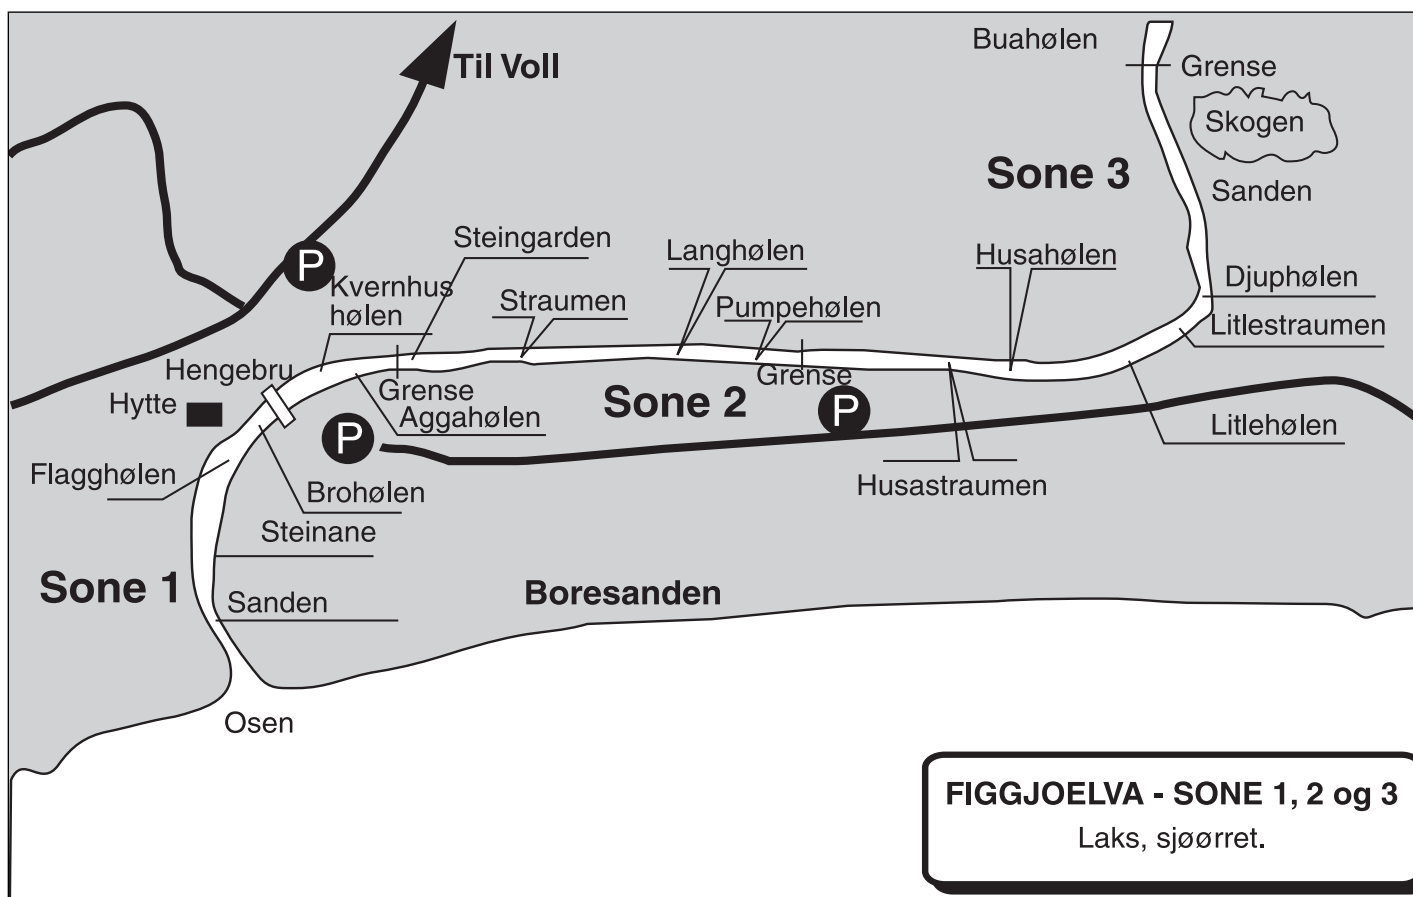 Buahølen
Til Voll
Grense
Skogen
Sone 3
Sanden
Steingarden
Langhølen
Husahølen
P
Kvernhus
hølen
Straumen
Pumpehølen
Djuphølen
Litlestraumen
Hengebru
Grense
Grense
Hytte
Aggahølen
Sone 2
P
Litlehølen
P
Flagghølen
Brohølen
Husastraumen
Steinane
Sone 1
Sanden
Boresanden
Osen
FIGGJOELVA - SONE 1, 2 og 3
Laks, sjøørret.